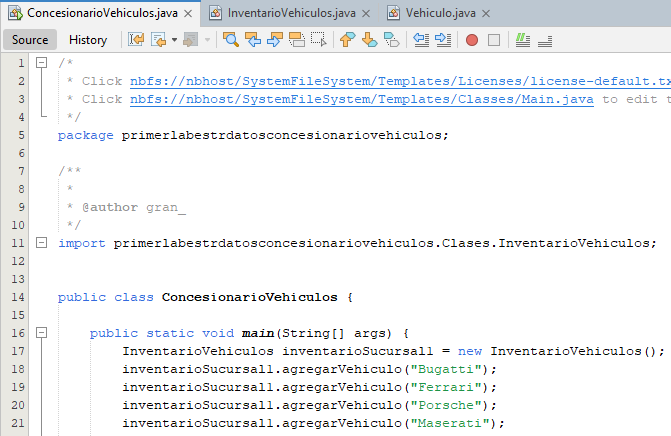 ConcesionarioVehiculos.java InventarioVehiculos.java Vehiculo.java
Source History
1 /*
2 * Click nbfs://nbhost/SystemFileSystem/Templates/Licenses/license-default.tx
3 * Click nbfs://nbhost/SystemFileSystem/Templates/Classes/Main.java to edit t
4 */
5 package primerlabestrdatosconcesionariovehiculos;
6
7 /**
8 *
9 * @author gran_
10 */
11 import primerlabestrdatosconcesionariovehiculos.Clases.InventarioVehiculos;
12
13
14 public class ConcesionarioVehiculos {
15
16 public static void main(String[] args) {
17 InventarioVehiculos inventarioSucursal1 = new InventarioVehiculos();
18 inventarioSucursal1.agregarVehiculo("Bugatti");
19 inventarioSucursal1.agregarVehiculo("Ferrari");
20 inventarioSucursal1.agregarVehiculo("Porsche");
21 inventarioSucursal1.agregarVehiculo("Maserati");